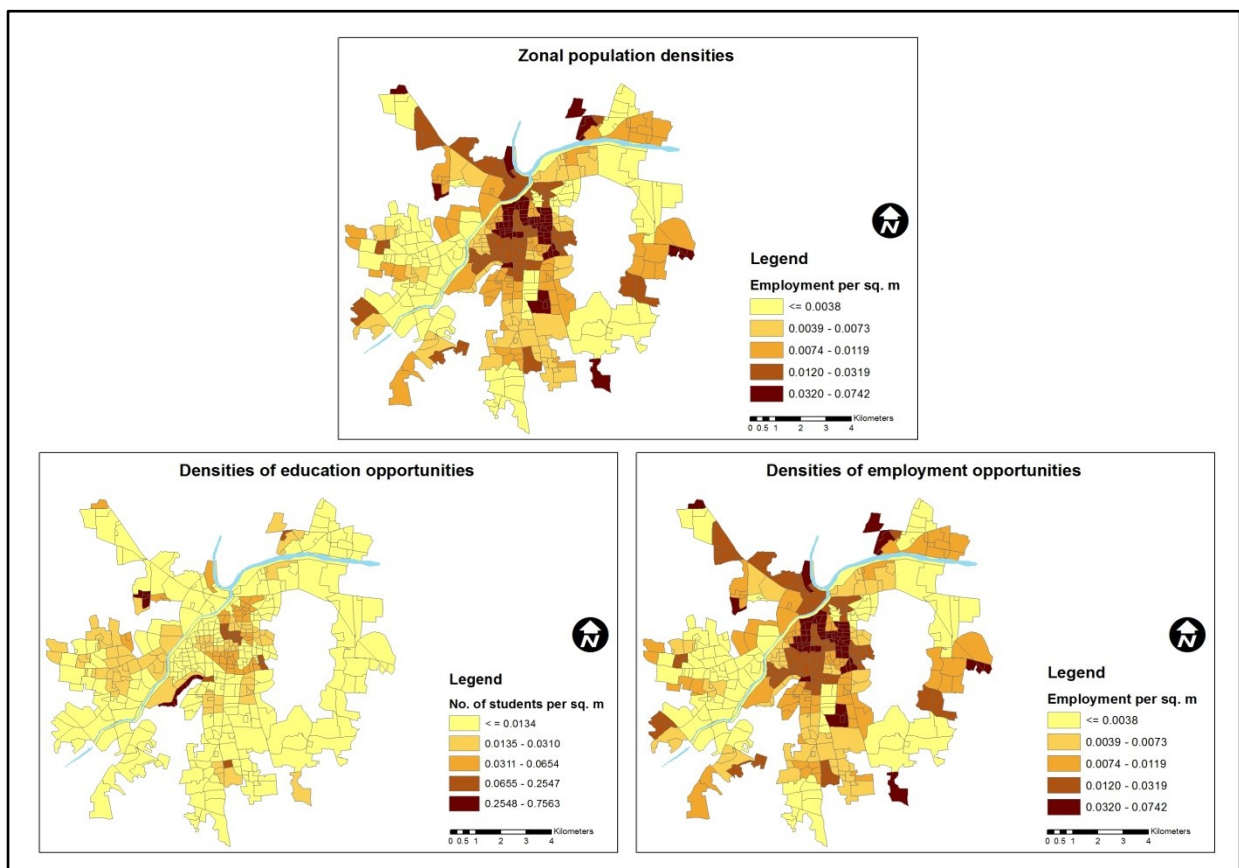 Zonal population densities
N
Legend
Employment per sq. m
<= 0.0038
0.0039 - 0.0073
0.0074 - 0.0119
0.0120 - 0.0319
0.0320 - 0.0742
Kilometers
0 0.5 1 2 3 4
Densities of education opportunities
N
Legend
No. of students per sq. m
< = 0.0134
0.0135 - 0.0310
0.0311 - 0.0654
0.0655 - 0.2547
0.2548 - 0.7563
Kilometers
0 0.5 1 2 3 4
Densities of employment opportunities
N
Legend
Employment per sq. m
<= 0.0038
0.0039 - 0.0073
0.0074 - 0.0119
0.0120 - 0.0319
0.0320 - 0.0742
Kilometers
0 0.5 1 2 3 4